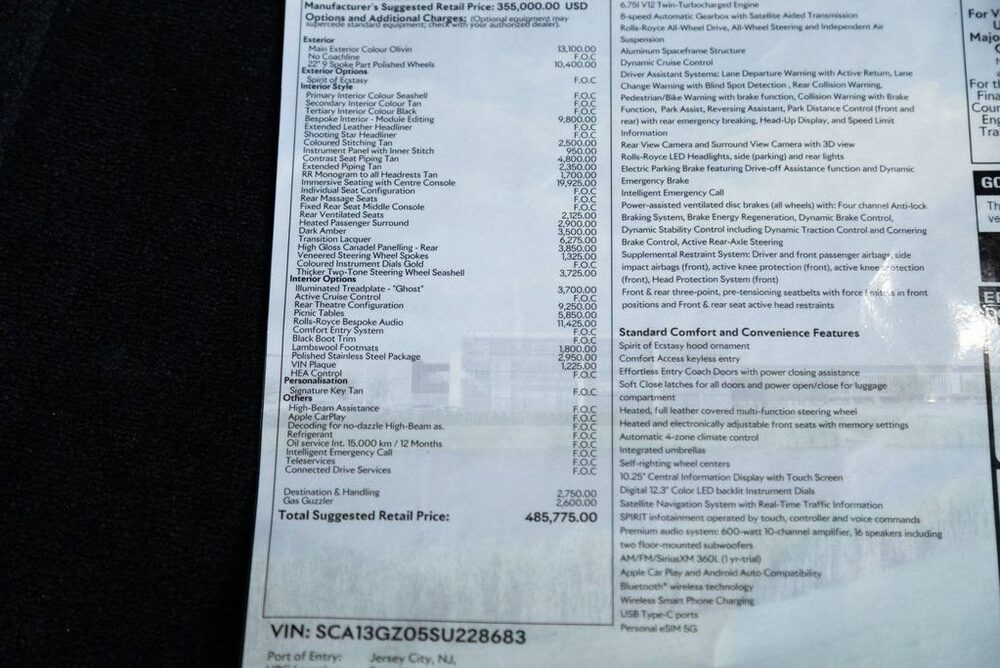 Manufacturer's Suggested Retail Price: 355,000.00 USD
Options and Additional Charges: (Optional equipment may
supercede standard equipment; check with your authorized dealer).
Exterior
Main Exterior Colour Olivin 13,100.00
No Coachline F.O.C
22" 9 Spoke Part Polished Wheels 10,400.00
Exterior Options
Spirit of Ecstasy F.O.C
Interior Style
Primary Interior Colour Seashell F.O.C
Secondary Interior Colour Tan F.O.C
Tertiary Interior Colour Black F.O.C
Bespoke Interior - Module Editing 9,800.00
Extended Leather Headliner F.O.C
Shooting Star Headliner F.O.C
Coloured Stitching Tan 2,500.00
Instrument Panel with Inner Stitch 950.00
Contrast Seat Piping Tan 4,800.00
Extended Piping Tan 2,350.00
RR Monogram to all Headrests Tan 1,700.00
Immersive Seating with Centre Console 19,925.00
Individual Seat Configuration F.O.C
Rear Massage Seats F.O.C
Fixed Rear Seat Middle Console F.O.C
Rear Ventilated Seats 2,125.00
Heated Passenger Surround 2,900.00
Dark Amber 3,500.00
Transition Lacquer 6,275.00
High Gloss Canadel Panelling - Rear 3,850.00
Veneered Steering Wheel Spokes 1,325.00
Coloured Instrument Dials Gold F.O.C
Thicker Two-Tone Steering Wheel Seashell 3,725.00
Interior Options
Illuminated Treadplate - "Ghost" 3,700.00
Active Cruise Control F.O.C
Rear Theatre Configuration 9,250.00
Picnic Tables 5,850.00
Rolls-Royce Bespoke Audio 11,425.00
Comfort Entry System F.O.C
Black Boot Trim F.O.C
Lambswool Footmats 1,800.00
Polished Stainless Steel Package 2,950.00
VIN Plaque 1,225.00
HEA Control F.O.C
Personalisation
Signature Key Tan F.O.C
Others
High-Beam Assistance F.O.C
Apple CarPlay F.O.C
Decoding for no-dazzle High-Beam as. F.O.C
Refrigerant F.O.C
Oil service Int. 15.000 km / 12 Months F.O.C
Intelligent Emergency Call F.O.C
Teleservices F.O.C
Connected Drive Services F.O.C
Destination & Handling 2,750.00
Gas Guzzler 2,600.00
Total Suggested Retail Price: 485,775.00
VIN: SCA13GZ05SU228683
Port of Entry: Jersey City, NJ,
6.75l V12 Twin-Turbocharged Engine
8-speed Automatic Gearbox with Satellite Aided Transmission
Rolls-Royce All-Wheel Drive, All-Wheel Steering and Independent Air
Suspension
Aluminum Spaceframe Structure
Dynamic Cruise Control
Driver Assistant Systems: Lane Departure Warning with Active Return, Lane
Change Warning with Blind Spot Detection , Rear Collision Warning,
Pedestrian/Bike Warning with brake function, Collision Warning with Brake
Function, Park Assist, Reversing Assistant, Park Distance Control (front and
rear) with rear emergency breaking, Head-Up Display, and Speed Limit
Information
Rear View Camera and Surround View Camera with 3D view
Rolls-Royce LED Headlights, side (parking) and rear lights
Electric Parking Brake featuring Drive-off Assistance function and Dynamic
Emergency Brake
Intelligent Emergency Call
Power-assisted ventilated disc brakes (all wheels) with: Four channel Anti-lock
Braking System, Brake Energy Regeneration, Dynamic Brake Control,
Dynamic Stability Control including Dynamic Traction Control and Cornering
Brake Control, Active Rear-Axle Steering
Supplemental Restraint System: Driver and front passenger airbags, side
impact airbags (front), active knee protection (front), active knee protection
(front), Head Protection System (front)
Front & rear three-point, pre-tensioning seatbelts with force limiters in front
positions and Front & rear seat active head restraints
Standard Comfort and Convenience Features
Spirit of Ecstasy hood ornament
Comfort Access keyless entry
Effortless Entry Coach Doors with power closing assistance
Soft Close latches for all doors and power open/close for luggage
compartment
Heated, full leather covered multi-function steering wheel
Heated and electronically adjustable front seats with memory settings
Automatic 4-zone climate control
Integrated umbrellas
Self-righting wheel centers
10.25" Central Information Display with Touch Screen
Digital 12.3" Color LED backlit Instrument Dials
Satellite Navigation System with Real-Time Traffic Information
SPIRIT infotainment operated by touch, controller and voice commands
Premium audio system: 600-watt 10-channel amplifier, 16 speakers including
two floor-mounted subwoofers
AM/FM/SiriusXM 360L (1 yr-trial)
Apple Car Play and Android Auto Compatibility
Bluetooth® wireless technology
Wireless Smart Phone Charging
USB Type-C ports
Personal eSIM 5G
For V
Majo
For th
Fina
Coun
Eng
Tra
GO
Th
ve